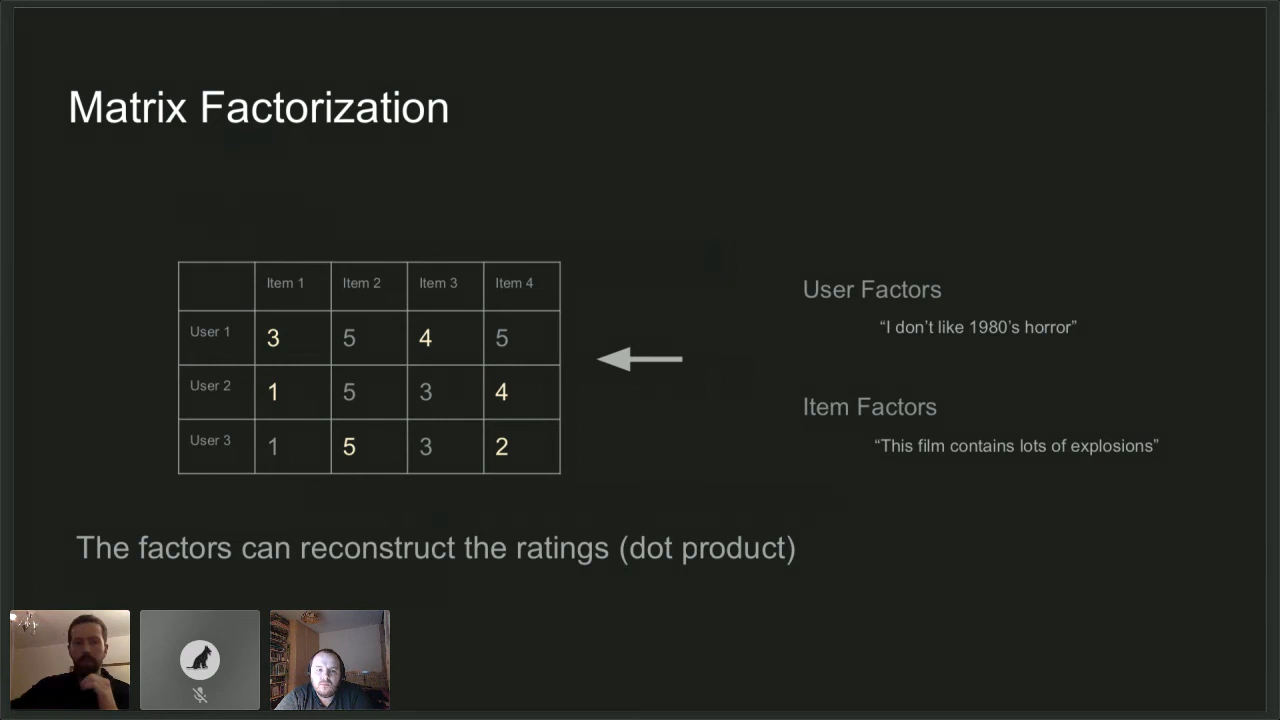 Matrix Factorization
Item 1 Item 2 Item 3 Item 4
User 1 3 5 4 5
User 2 1 5 3 4
User 3 1 5 3 2
User Factors
“I don’t like 1980’s horror”
Item Factors
“This film contains lots of explosions”
The factors can reconstruct the ratings (dot product)